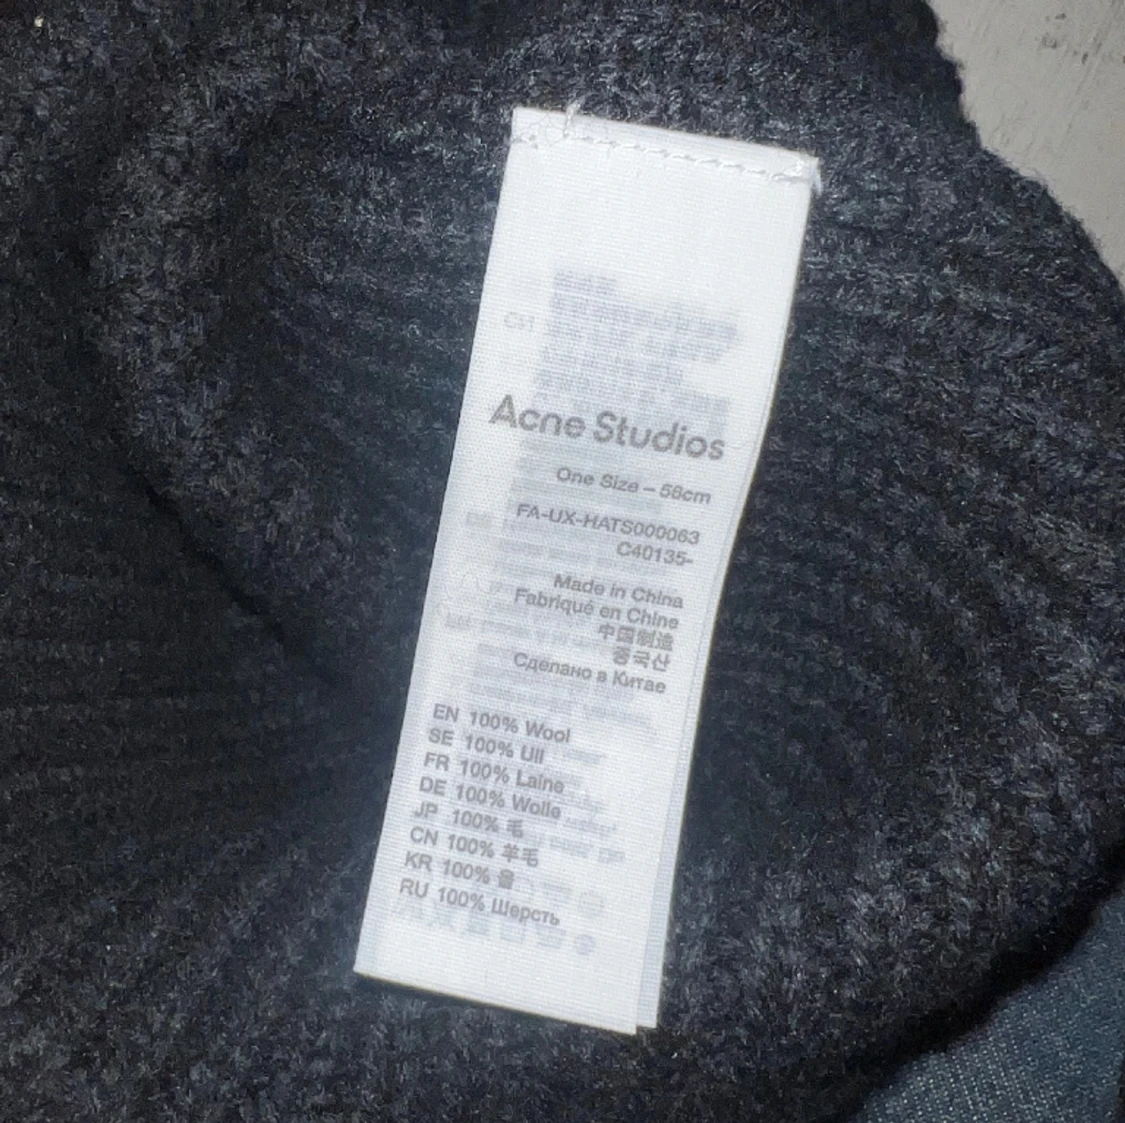 Acne Studios
One Size – 58cm
FA-UX-HATS000063
C40135-
Made in China
Fabriqué en Chine
中国制造
중국산
Сделано в Китае
EN 100% Wool
SE 100% Ull
FR 100% Laine
DE 100% Wolle
JP 100% 毛
CN 100% 羊毛
KR 100% 울
RU 100% Шерсть